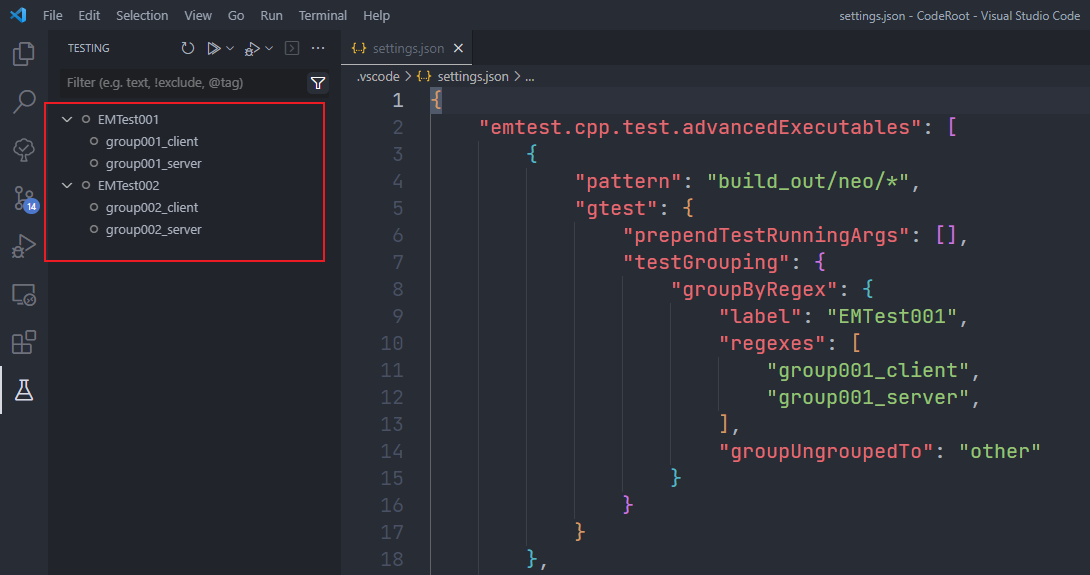 File Edit Selection View Go Run Terminal Help
settings.json - CodeRoot - Visual Studio Code
TESTING
Filter (e.g. text, !exclude, @tag)
EMTest001
group001_client
group001_server
EMTest002
group002_client
group002_server
14
{..} settings.json
.vscode > {..} settings.json > ...
1 {
2 "emtest.cpp.test.advancedExecutables": [
3 {
4 "pattern": "build_out/neo/*",
5 "gtest": {
6 "prependTestRunningArgs": [],
7 "testGrouping": {
8 "groupByRegex": {
9 "label": "EMTest001",
10 "regexes": [
11 "group001_client",
12 "group001_server",
13 ],
14 "groupUngroupedTo": "other"
15 }
16 }
17 }
18 },